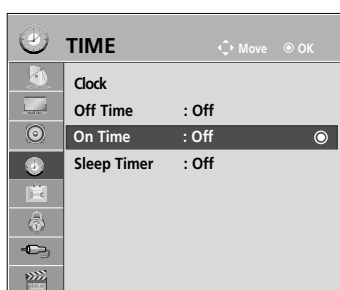 TIME Move OK
Clock
Off Time : Off
On Time : Off
Sleep Timer : Off